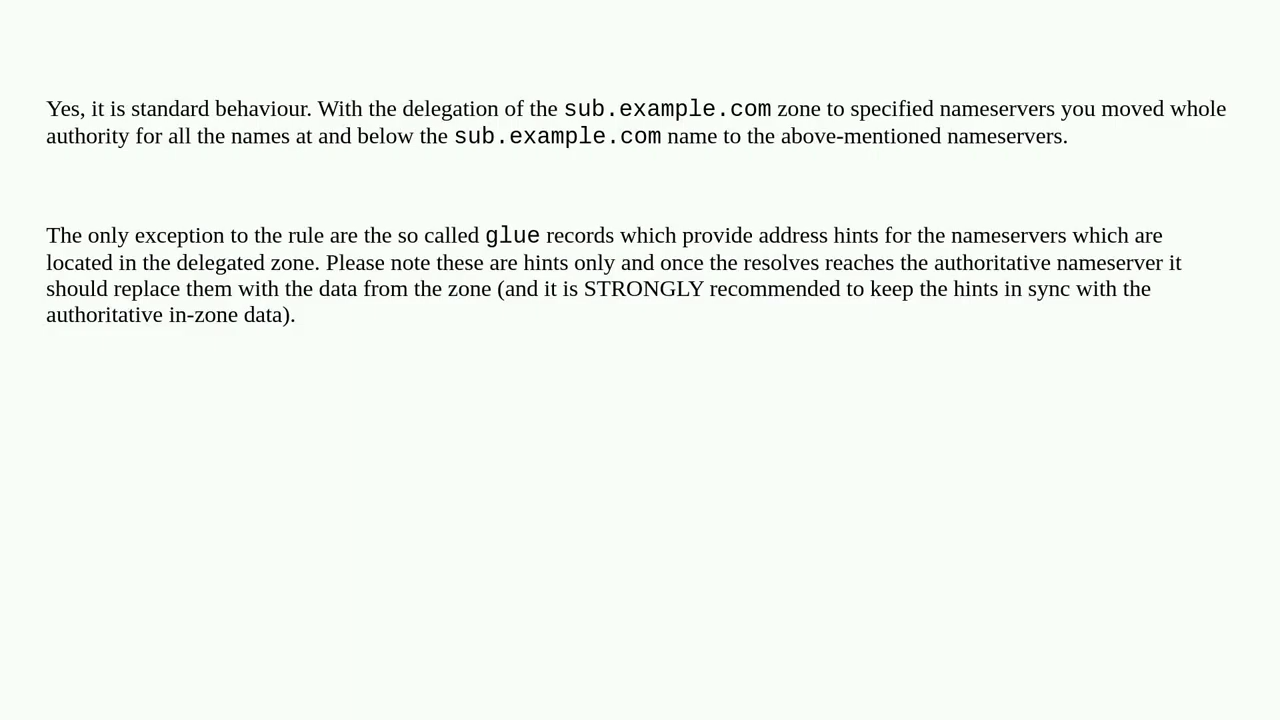 Yes, it is standard behaviour. With the delegation of the sub.example.com zone to specified nameservers you moved whole
authority for all the names at and below the sub.example.com name to the above-mentioned nameservers.
The only exception to the rule are the so called glue records which provide address hints for the nameservers which are
located in the delegated zone. Please note these are hints only and once the resolves reaches the authoritative nameserver it
should replace them with the data from the zone (and it is STRONGLY recommended to keep the hints in sync with the
authoritative in-zone data).